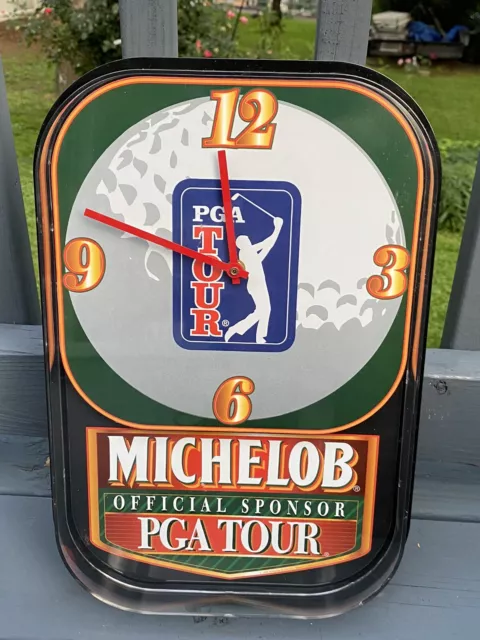 12
PGA
TOUR
®
9
3
6
MICHELOB®
OFFICIAL SPONSOR
PGA TOUR®